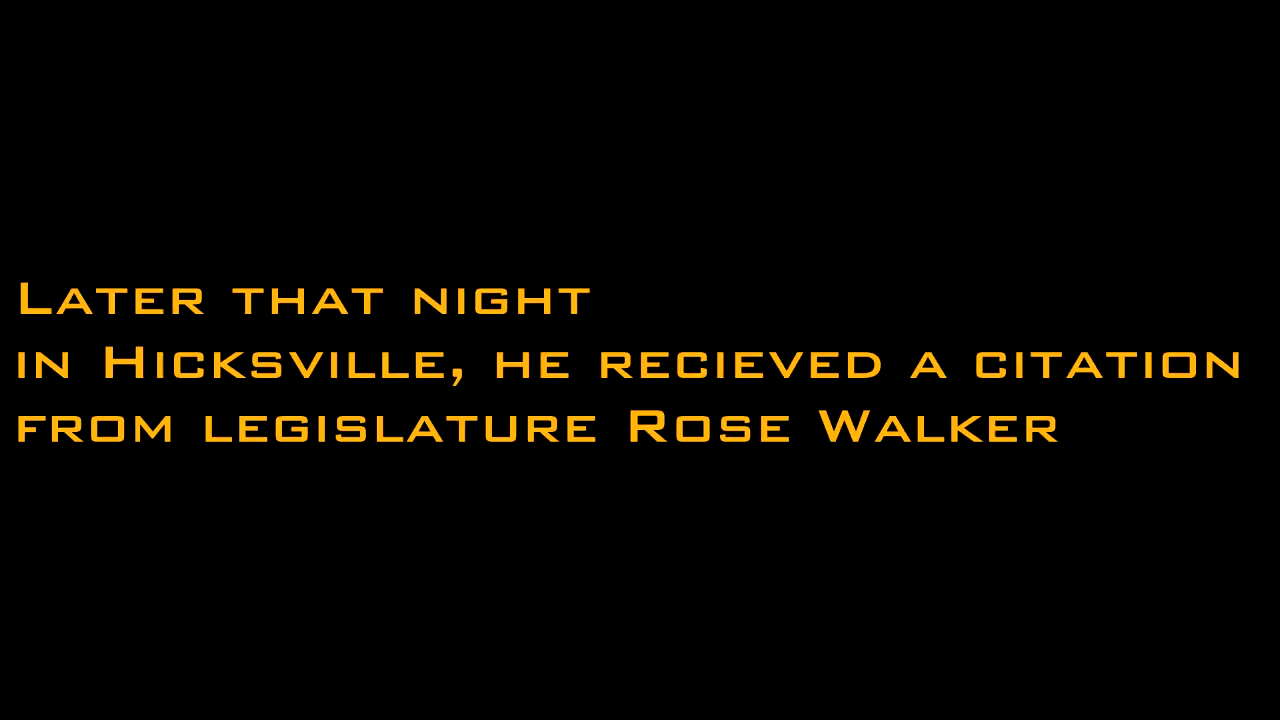 Later that night
in Hicksville, he recieved a citation
from legislature Rose Walker